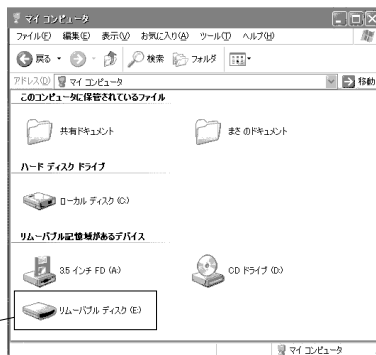 マイ コンピュータ
ファイル(F) 編集(E) 表示(V) お気に入り(A) ツール(T) ヘルプ(H)
戻る 検索 フォルダ
アドレス(D) マイ コンピュータ 移動
このコンピュータに保管されているファイル
共有ドキュメント まさ のドキュメント
ハード ディスク ドライブ
ローカル ディスク (C:)
リムーバブル記憶域があるデバイス
3.5 インチ FD (A:) CD ドライブ (D:)
リムーバブル ディスク (E:)
マイ コンピュータ